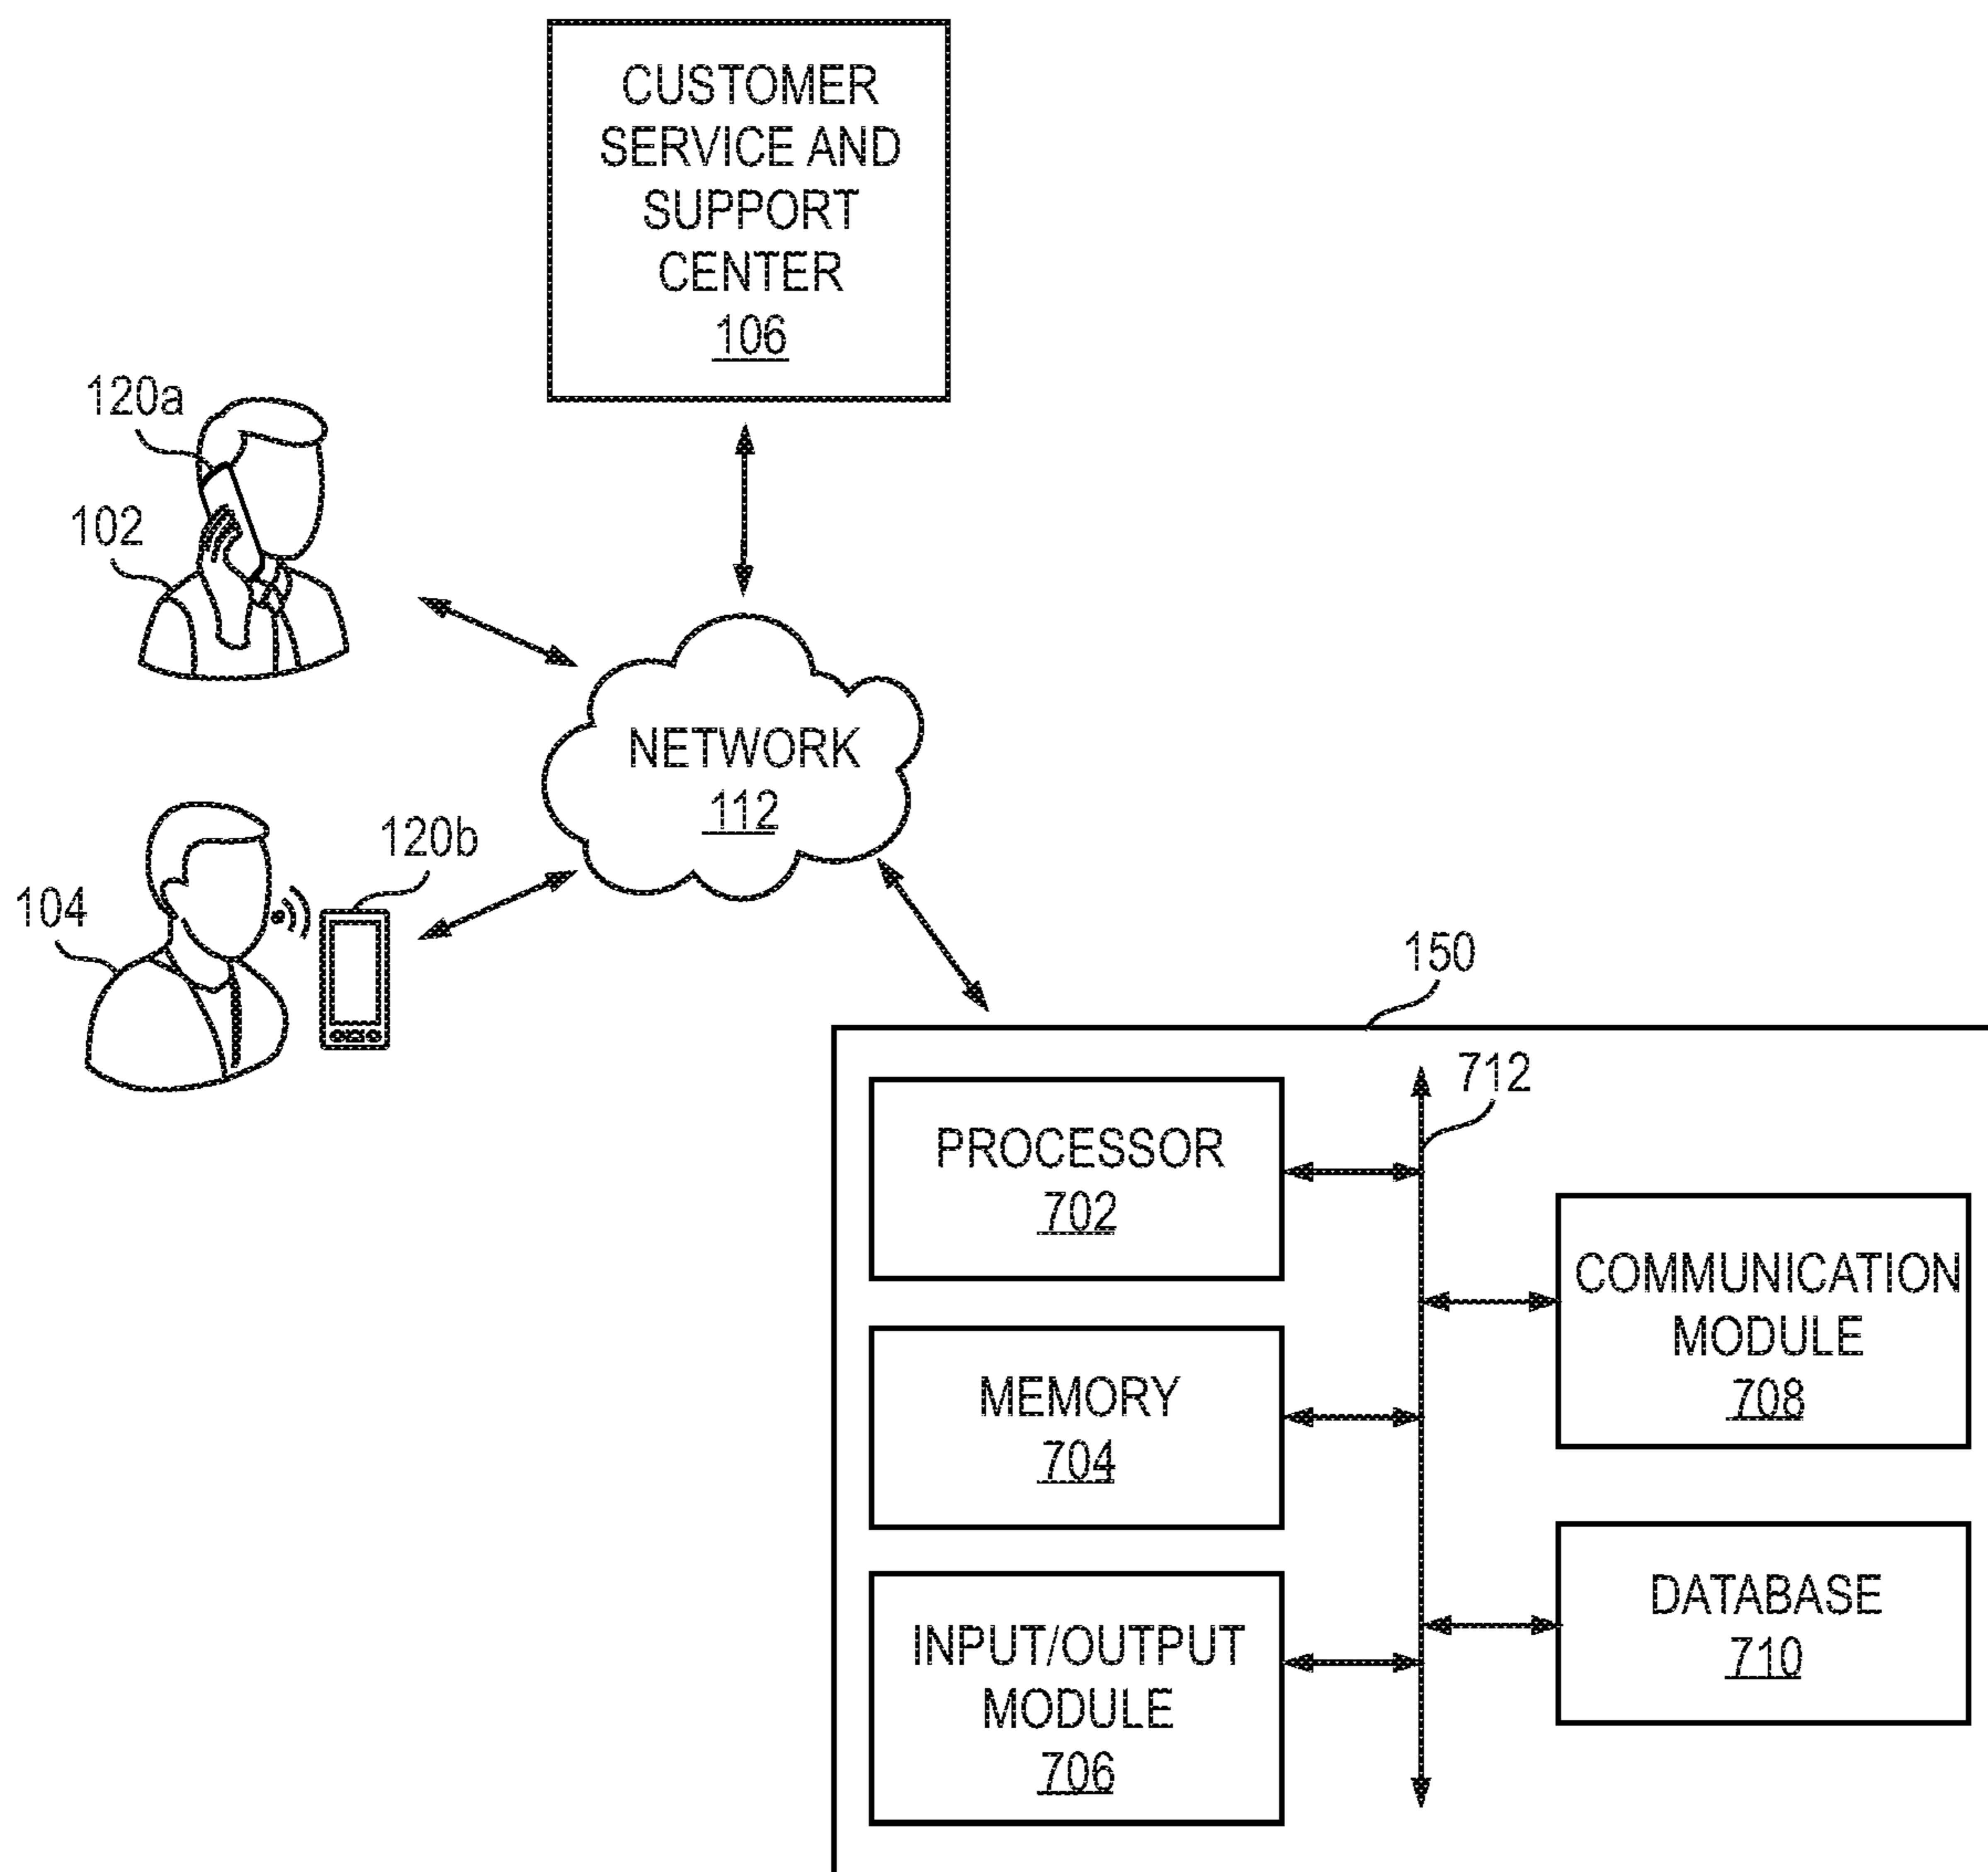 CUSTOMER
SERVICE AND
SUPPORT
CENTER
106
120a
102
NETWORK
112
120b
104
150
712
PROCESSOR
702
COMMUNICATION
MODULE
708
MEMORY
704
DATABASE
710
INPUT/OUTPUT
MODULE
706